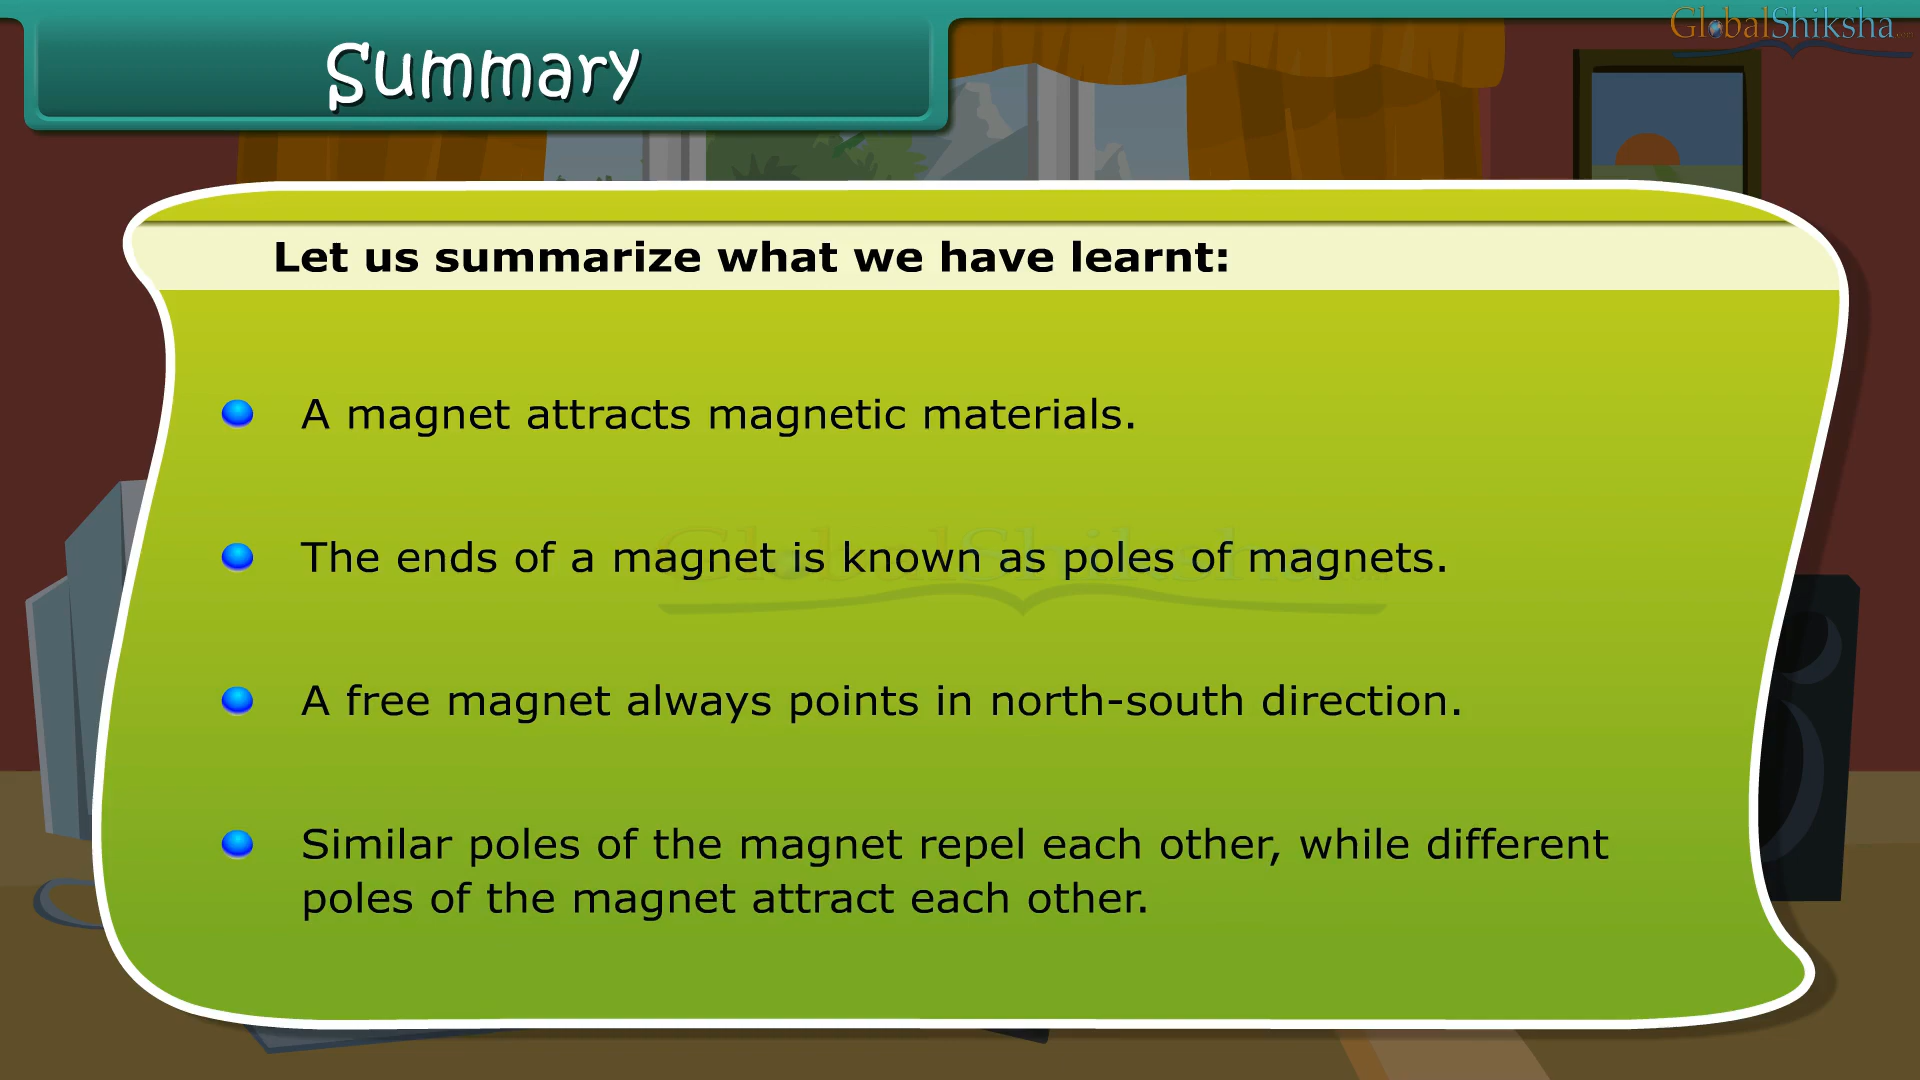 Summary
GlobalShiksha.com
Let us summarize what we have learnt:
A magnet attracts magnetic materials.
The ends of a magnet is known as poles of magnets.
A free magnet always points in north-south direction.
Similar poles of the magnet repel each other, while different
poles of the magnet attract each other.